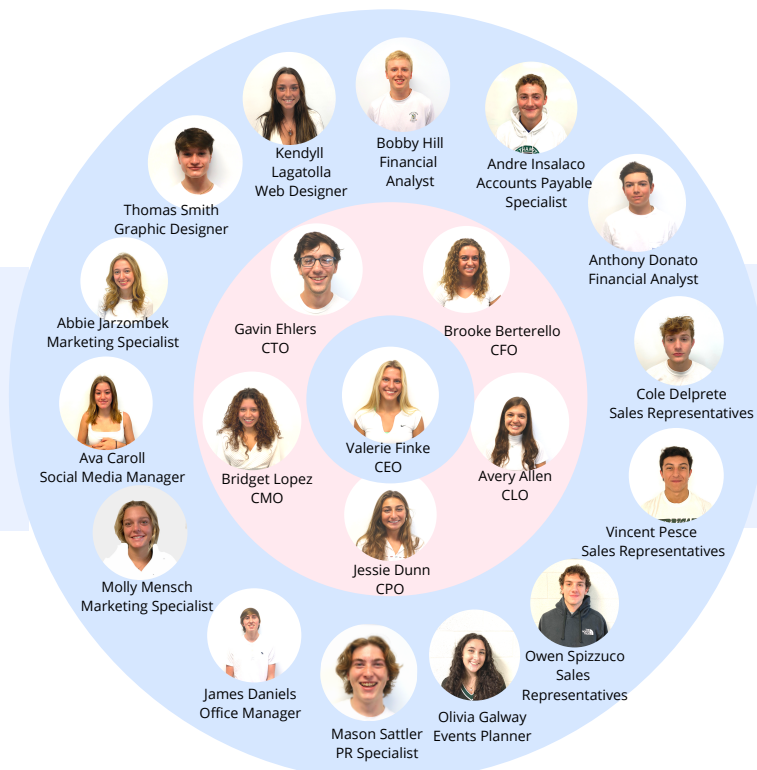 Kendyll
Lagatolla
Web Designer
Bobby Hill
Financial
Analyst
Andre Insalaco
Accounts Payable
Specialist
Thomas Smith
Graphic Designer
Anthony Donato
Financial Analyst
Abbie Jarzombek
Marketing Specialist
Gavin Ehlers
CTO
Brooke Berterello
CFO
Cole Delprete
Sales Representatives
Ava Caroll
Social Media Manager
Valerie Finke
CEO
Bridget Lopez
CMO
Avery Allen
CLO
Vincent Pesce
Sales Representatives
Jessie Dunn
CPO
Molly Mensch
Marketing Specialist
Owen Spizzuco
Sales
Representatives
James Daniels
Office Manager
Olivia Galway
Events Planner
Mason Sattler
PR Specialist